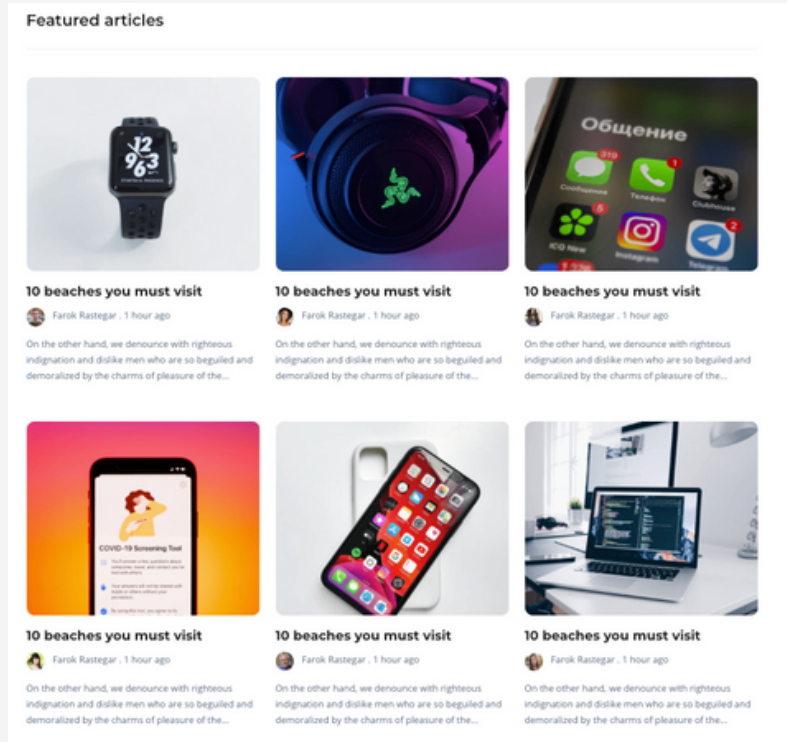 Featured articles
12
9 3
6
Общение
319
1
Сообщения
Телефон
Clubhouse
5
2
ICQ New
Instagram
Telegram
10 beaches you must visit
10 beaches you must visit
10 beaches you must visit
Farok Rastegar . 1 hour ago
Farok Rastegar . 1 hour ago
Farok Rastegar . 1 hour ago
On the other hand, we denounce with righteous
indignation and dislike men who are so beguiled and
demoralized by the charms of pleasure of the...
On the other hand, we denounce with righteous
indignation and dislike men who are so beguiled and
demoralized by the charms of pleasure of the...
On the other hand, we denounce with righteous
indignation and dislike men who are so beguiled and
demoralized by the charms of pleasure of the...
COVID-19 Screening Tool
10 beaches you must visit
10 beaches you must visit
10 beaches you must visit
Farok Rastegar . 1 hour ago
Farok Rastegar . 1 hour ago
Farok Rastegar . 1 hour ago
On the other hand, we denounce with righteous
indignation and dislike men who are so beguiled and
demoralized by the charms of pleasure of the...
On the other hand, we denounce with righteous
indignation and dislike men who are so beguiled and
demoralized by the charms of pleasure of the...
On the other hand, we denounce with righteous
indignation and dislike men who are so beguiled and
demoralized by the charms of pleasure of the...